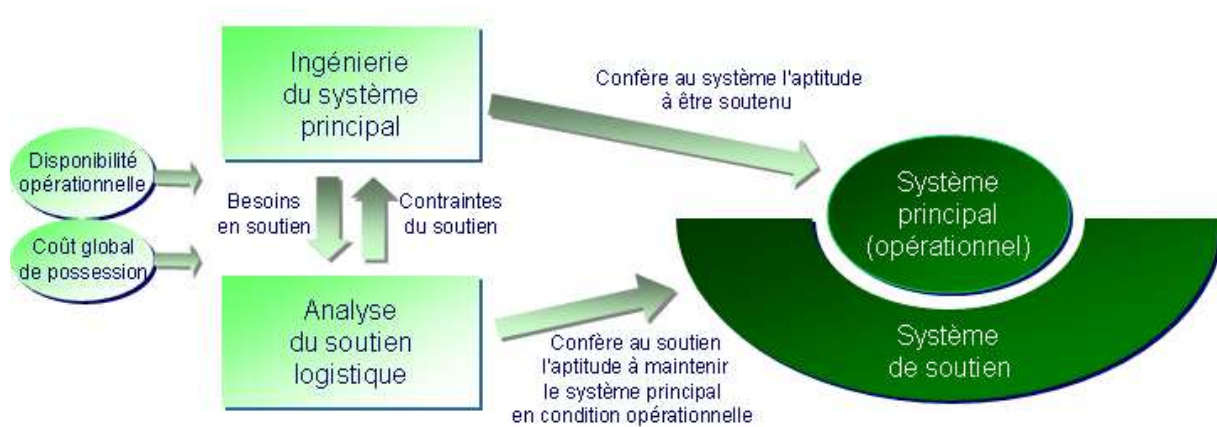 Ingénierie
du système
principal
Confère au système l'aptitude
à être soutenu
Disponibilité
opérationnelle
Besoins
en soutien
Contraintes
du soutien
Système
principal
(opérationnel)
Coût global
de possession
Analyse
du soutien
logistique
Confère au soutien
l'aptitude à maintenir
le système principal
en condition opérationnelle
Système
de soutien